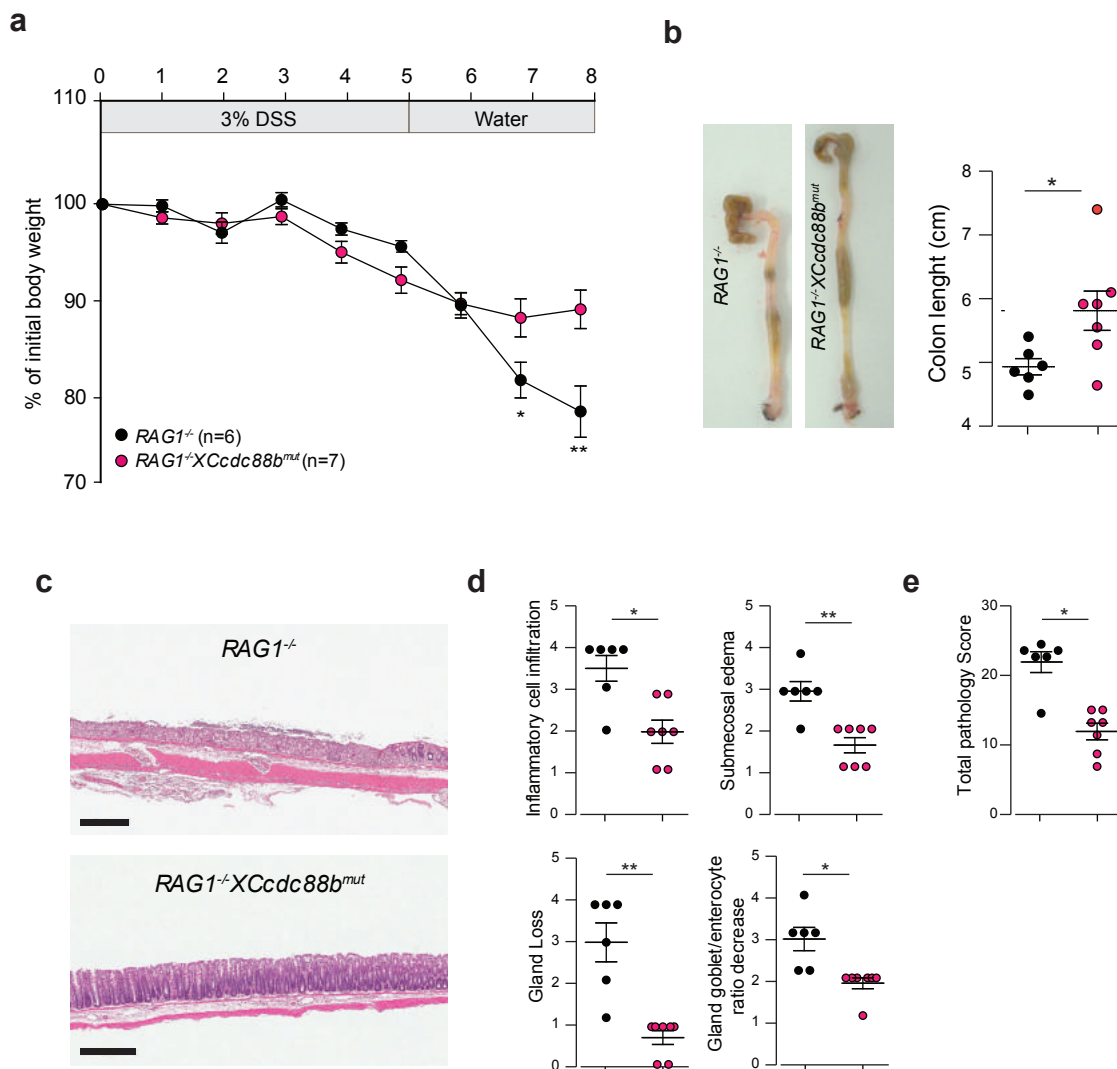 a
0 1 2 3 4 5 6 7 8
3% DSS
Water
110
100
90
80
70
% of initial body weight
RAG1-/- (n=6)
RAG1-/-XCcdc88bmut (n=7)
*
**
b
RAG1-/-
RAG1-/-XCcdc88bmut
Colon lenght (cm)
8
7
6
5
4
*
c
RAG1-/-
RAG1-/-XCcdc88bmut
d
Inflammatory cell infiltration
5
4
3
2
1
0
*
Submecosal edema
5
4
3
2
1
0
**
Gland Loss
5
4
3
2
1
0
**
Gland goblet/enterocyte
ratio decrease
5
4
3
2
1
0
*
e
Total pathology Score
30
20
10
0
*